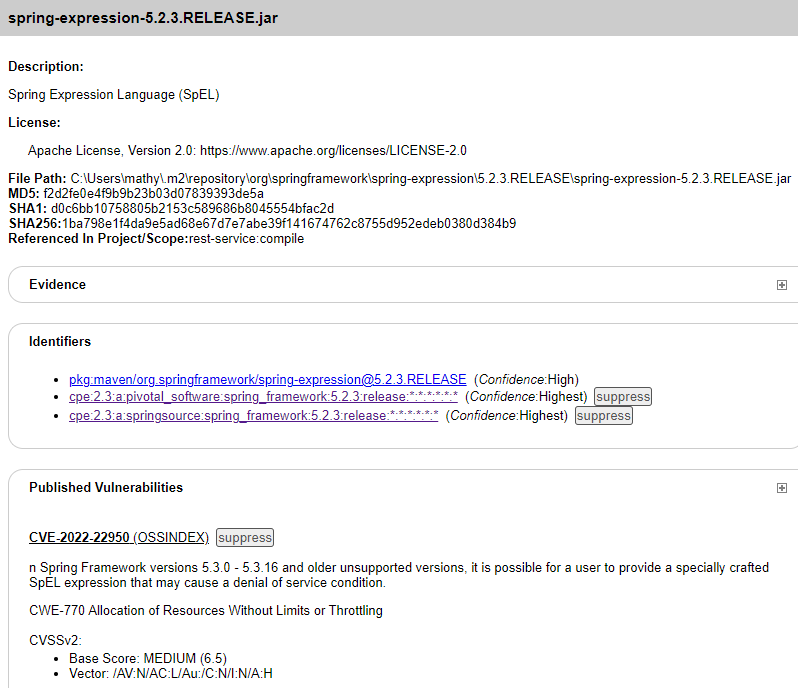 spring-expression-5.2.3.RELEASE.jar
Description:
Spring Expression Language (SpEL)
License:
Apache License, Version 2.0: https://www.apache.org/licenses/LICENSE-2.0
File Path: C:\Users\mathy\.m2\repository\org\springframework\spring-expression\5.2.3.RELEASE\spring-expression-5.2.3.RELEASE.jar
MD5: f2d2fe0e4f9b9b23b03d07839393de5a
SHA1: d0c6bb10758805b2153c589686b8045554bfac2d
SHA256:1ba798e1f4da9e5ad68e67d7e7abe39f141674762c8755d952edeb0380d384b9
Referenced In Project/Scope:rest-service:compile
Evidence
Identifiers
• pkg:maven/org.springframework/spring-expression@5.2.3.RELEASE (Confidence:High)
• cpe:2.3:a:pivotal_software:spring_framework:5.2.3:release:*:*:*:*:*:* (Confidence:Highest) suppress
• cpe:2.3:a:springsource:spring_framework:5.2.3:release:*:*:*:*:*:* (Confidence:Highest) suppress
Published Vulnerabilities
CVE-2022-22950 (OSSINDEX) suppress
n Spring Framework versions 5.3.0 - 5.3.16 and older unsupported versions, it is possible for a user to provide a specially crafted
SpEL expression that may cause a denial of service condition.
CWE-770 Allocation of Resources Without Limits or Throttling
CVSSv2:
• Base Score: MEDIUM (6.5)
• Vector: /AV:N/AC:L/Au:/C:N/I:N/A:H